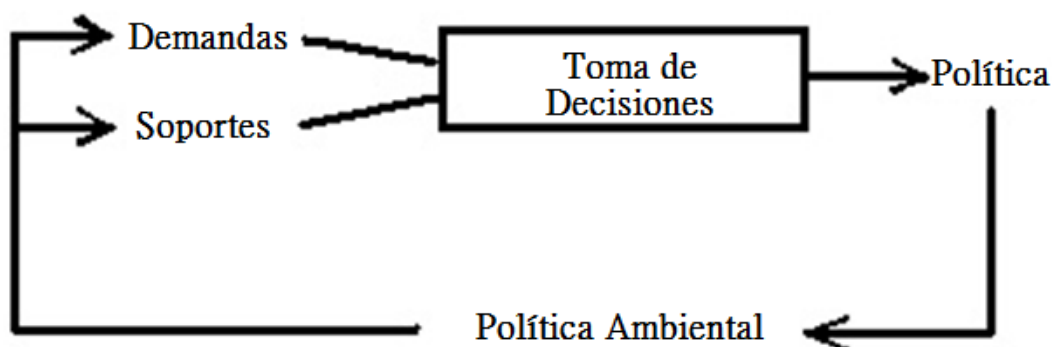 Demandas
Soportes
Toma de
Decisiones
Política
Política Ambiental